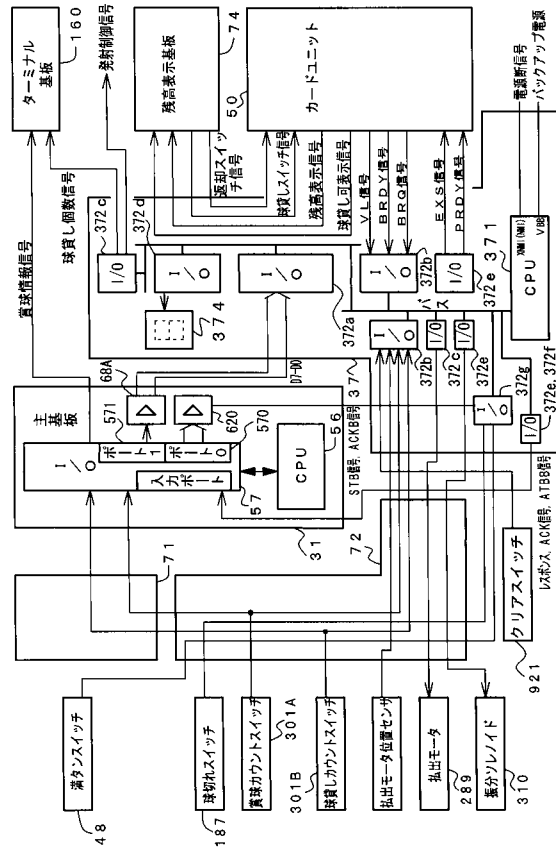 ターミナル
基板
160
発射制御信号
賞球情報信号
球貸し個数信号
372c
I/O
372d
I/O
374
I/O
372a
残高表示基板
74
返却スイッ
チ信号
球貸しスイッチ信号
残高表示信号
球貸し可表示信号
カードユニット
50
VL信号
BRDY信号
BRQ信号
EXS信号
PRDY信号
I/O
372b
I/O
372e
バス
電源断信号
バックアップ電源
XNMI(NMI)
VBB
CPU
371
I/O
372b
I/O
372c
I/O
372e
I/O
372g
I/O
372e,372f
37
主基板
571
68A
D7-D0
I/O
ポート1
ポート0
620
570
入力ポート
57
CPU
56
31
STB信号、ACKB信号
レスポンス、ACK信号、ATBB信号
71
72
満タンスイッチ
48
球切れスイッチ
187
賞球カウントスイッチ
301A
球貸しカウントスイッチ
301B
払出モータ位置センサ
払出モータ
289
振分ソレノイド
310
クリアスイッチ
921